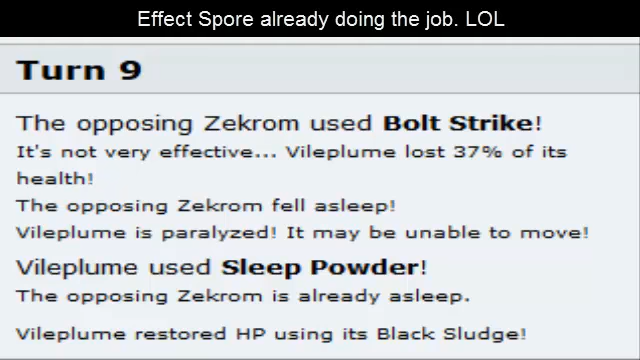 Effect Spore already doing the job. LOL
Turn 9
The opposing Zekrom used Bolt Strike!
It's not very effective... Vileplume lost 37% of its
health!
The opposing Zekrom fell asleep!
Vileplume is paralyzed! It may be unable to move!
Vileplume used Sleep Powder!
The opposing Zekrom is already asleep.
Vileplume restored HP using its Black Sludge!